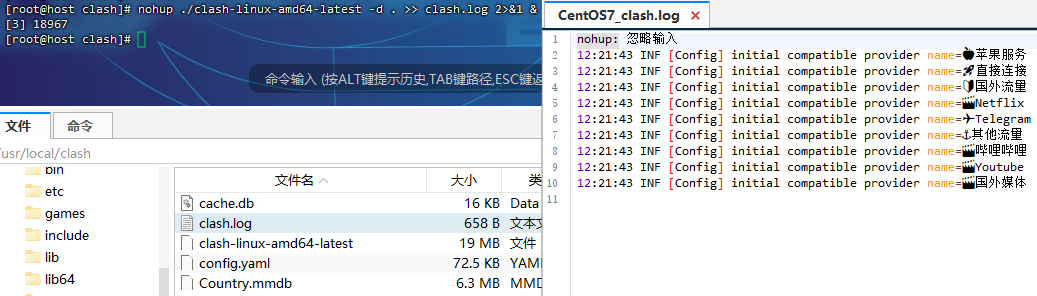 [root@host clash]# nohup ./clash-linux-amd64-latest -d . >> clash.log 2>&1 &
[3] 18967
[root@host clash]#
命令输入 (按ALT键提示历史,TAB键路径,ESC键返
文件 命令
/usr/local/clash
bin
etc
games
include
lib
lib64
文件名 大小 类
cache.db 16 KB Data
clash.log 658 B 文本文
clash-linux-amd64-latest 19 MB 文件
config.yaml 72.5 KB YAM
Country.mmdb 6.3 MB MMD
CentOS7_clash.log ×
1 nohup: 忽略输入
2 12:21:43 INF [Config] initial compatible provider name=🍎苹果服务
3 12:21:43 INF [Config] initial compatible provider name=🚀直接连接
4 12:21:43 INF [Config] initial compatible provider name=🔰国外流量
5 12:21:43 INF [Config] initial compatible provider name=🎬Netflix
6 12:21:43 INF [Config] initial compatible provider name=✈Telegram
7 12:21:43 INF [Config] initial compatible provider name=⚓其他流量
8 12:21:43 INF [Config] initial compatible provider name=🎬哔哩哔哩
9 12:21:43 INF [Config] initial compatible provider name=🎬Youtube
10 12:21:43 INF [Config] initial compatible provider name=🎬国外媒体
11